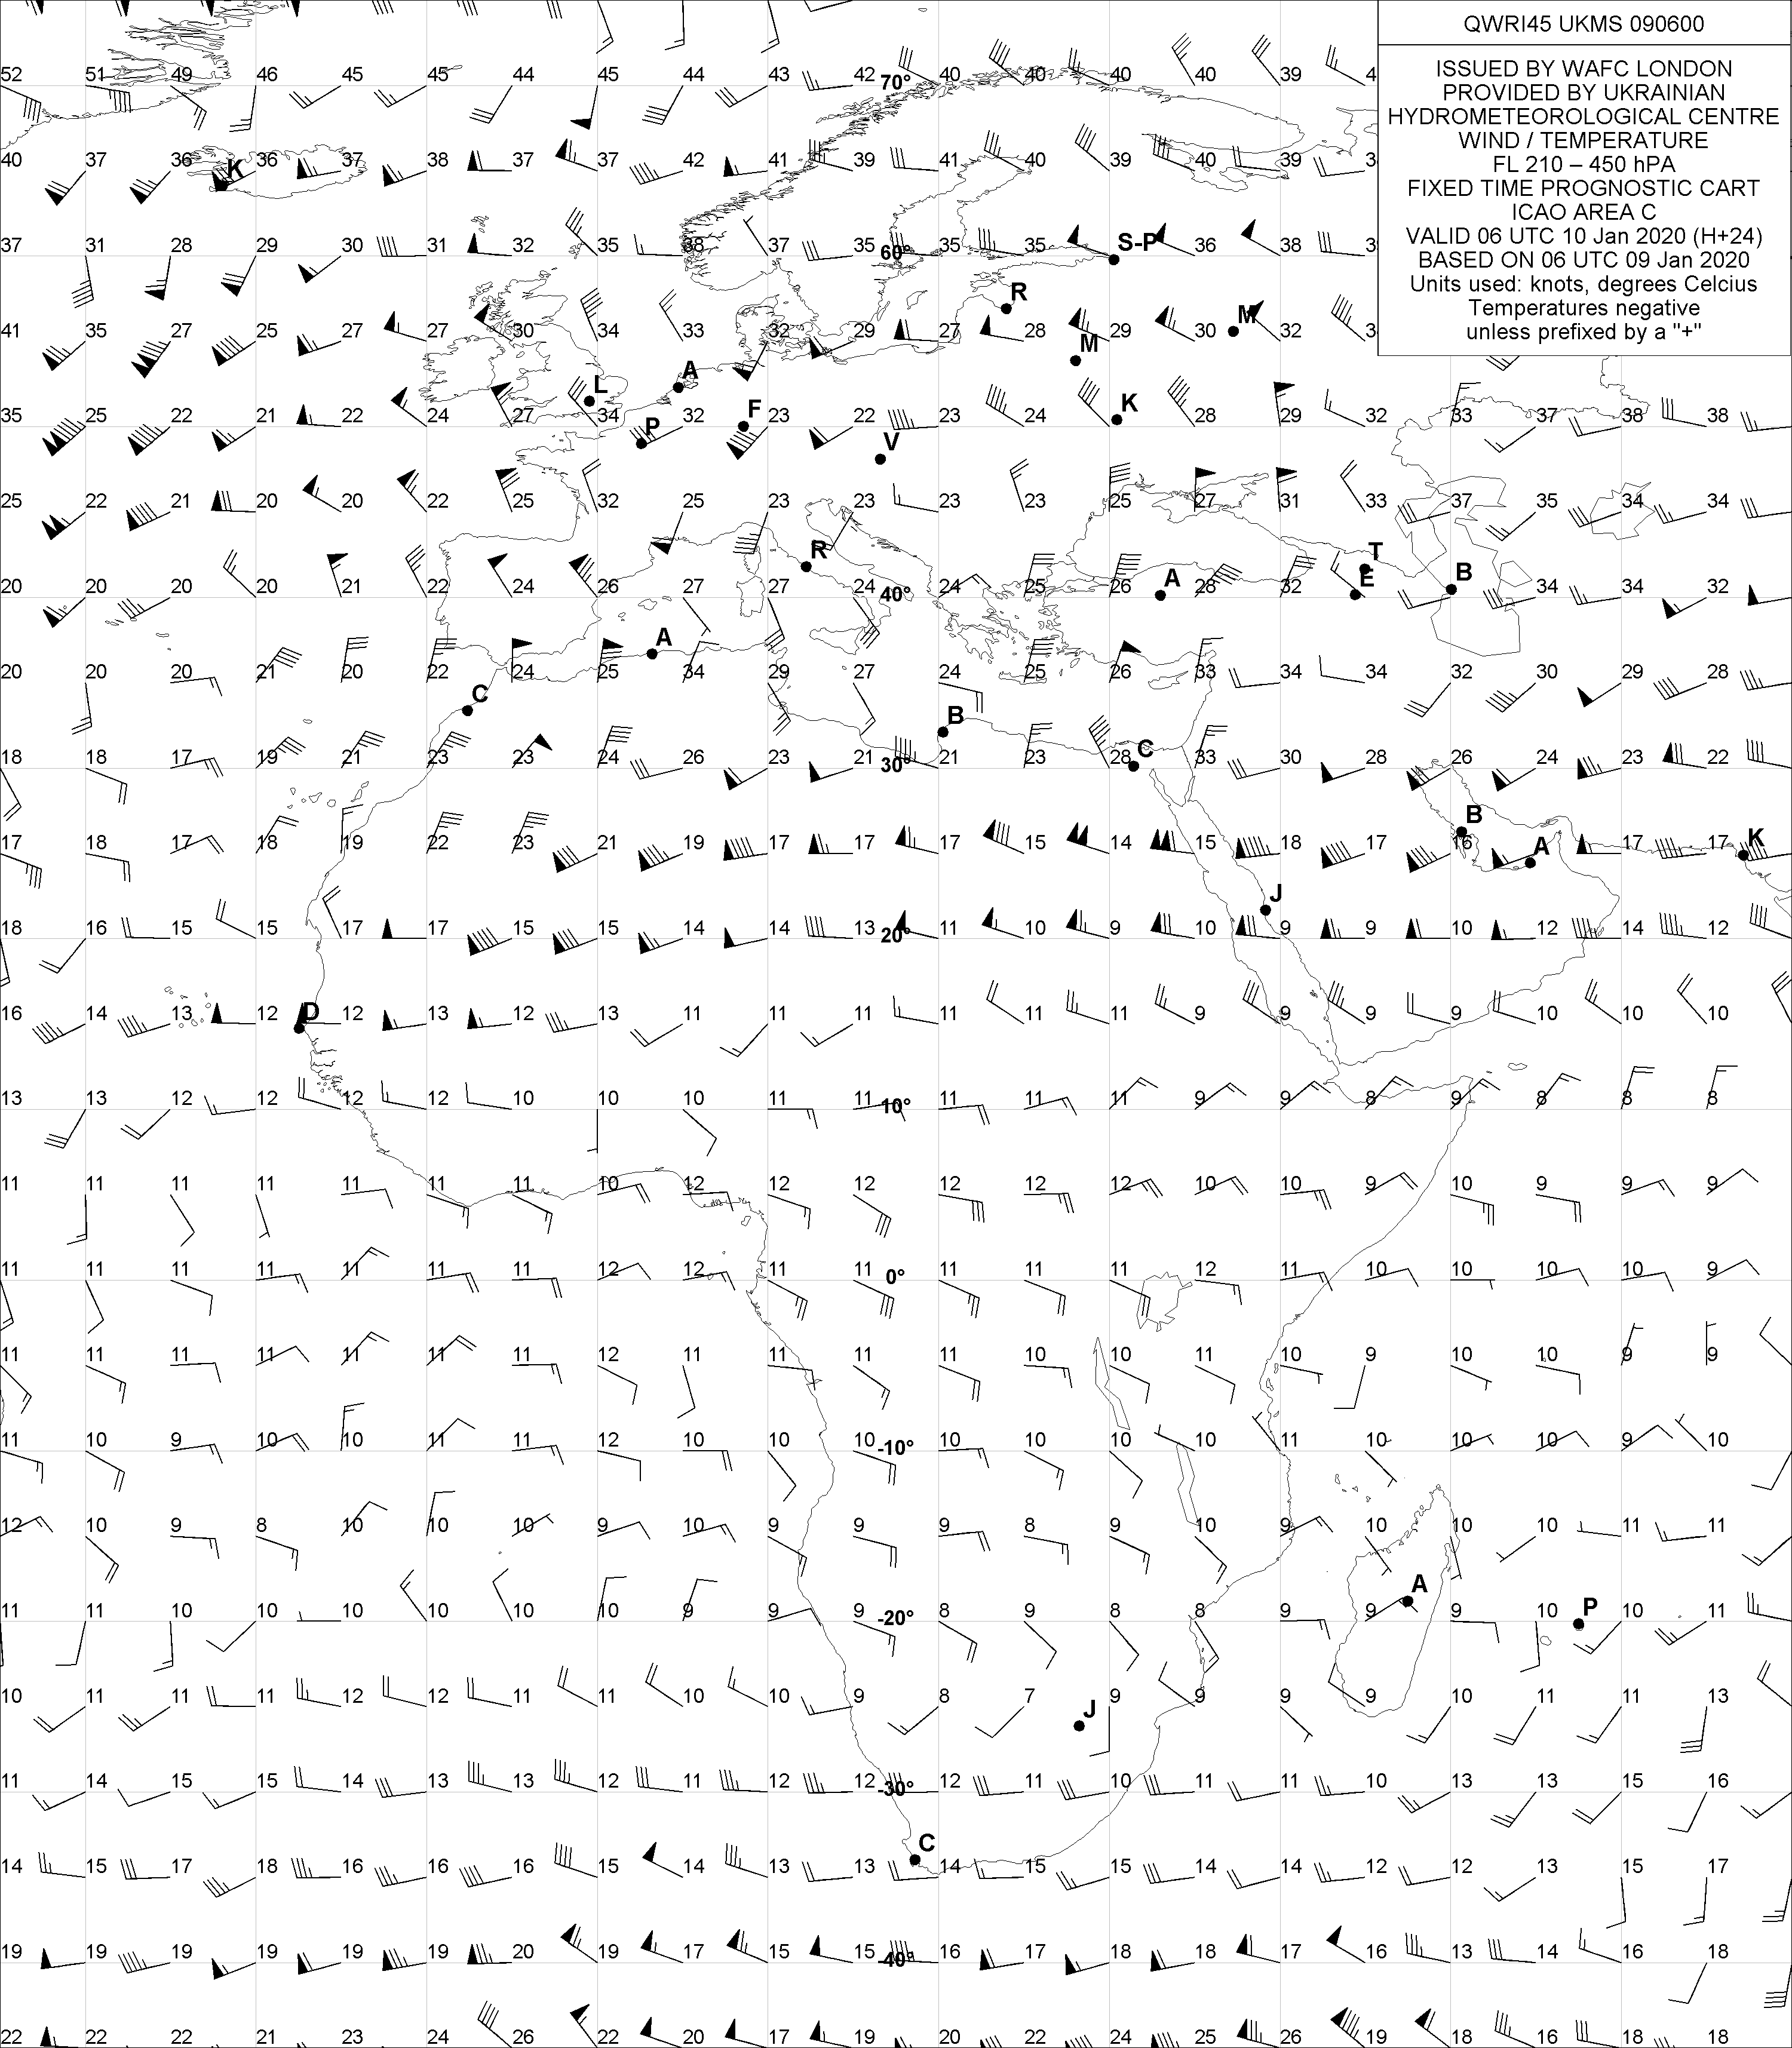 QWRI45 UKMS 090600
ISSUED BY WAFC LONDON
PROVIDED BY UKRAINIAN
HYDROMETEOROLOGICAL CENTRE
WIND / TEMPERATURE
FL 210 – 450 hPA
FIXED TIME PROGNOSTIC CART
ICAO AREA C
VALID 06 UTC 10 Jan 2020 (H+24)
BASED ON 06 UTC 09 Jan 2020
Units used: knots, degrees Celcius
Temperatures negative
unless prefixed by a "+"
52 51 49 46 45 45 44 45 44 43 42 70° 40 40 40 40 39 4
40 37 36 K 36 37 38 37 37 42 41 39 41 40 39 40 39 3
37 31 28 29 30 31 32 35 38 37 35 60° 35 35 S-P 36 38 3
R
41 35 27 25 27 27 30 34 33 32 29 27 28 29 30 M 32 3
M
L A
35 25 22 21 22 24 27 34 32 23 22 23 24 28 29 32 33 37 38 38
P F V K
25 22 21 20 20 22 25 32 25 23 23 23 23 25 27 31 33 37 35 34 34
R T
20 20 20 20 21 22 24 26 27 27 24 40° 24 25 26 A 28 32 E B 34 34 32
A
20 20 20 21 20 22 24 25 34 29 27 24 25 26 33 34 34 32 30 29 28
C B
18 18 17 19 21 23 23 24 26 23 21 30° 21 23 28 C 33 30 28 26 24 23 22
B
17 18 17 18 19 22 23 21 19 17 17 17 15 14 15 18 17 16 A 17 17 K
J
18 16 15 15 17 17 15 15 14 14 13 20° 11 10 9 10 9 9 10 12 14 12
16 14 13 12 D 12 13 12 13 11 11 11 11 11 11 9 9 9 10 10 10
13 13 12 12 12 12 10 10 10 11 11 10° 11 11 11 9 9 8 9 8 8 8
11 11 11 11 11 11 11 10 12 12 12 12 12 12 10 10 9 10 9 9 9
11 11 11 11 11 11 11 12 12 11 11 0° 11 11 11 12 11 10 10 10 10 9
11 11 11 11 11 11 11 12 11 11 11 11 10 10 11 10 9 10 10 9 9
11 10 9 10 10 11 11 12 10 10 10 -10° 10 10 10 10 11 10 10 10 9 10
12 10 9 8 10 10 10 9 10 9 9 9 8 9 10 9 10 10 10 11 11
A P
11 11 10 10 10 10 10 10 9 9 9 -20° 8 9 8 8 9 9 9 10 10 11
10 11 11 11 12 12 11 11 10 10 9 8 7 J 9 9 9 9 10 11 11 13
11 14 15 15 14 13 13 12 11 11 12 -30° 12 11 10 11 11 10 13 13 15 16
C
14 15 17 18 16 16 16 15 14 13 13 14 15 15 14 14 12 12 13 15 17
19 19 19 19 19 19 20 19 17 15 15 -40° 16 17 18 18 17 16 13 14 16 18
22 22 22 21 23 24 26 22 20 17 19 20 22 24 25 26 19 18 16 18 18